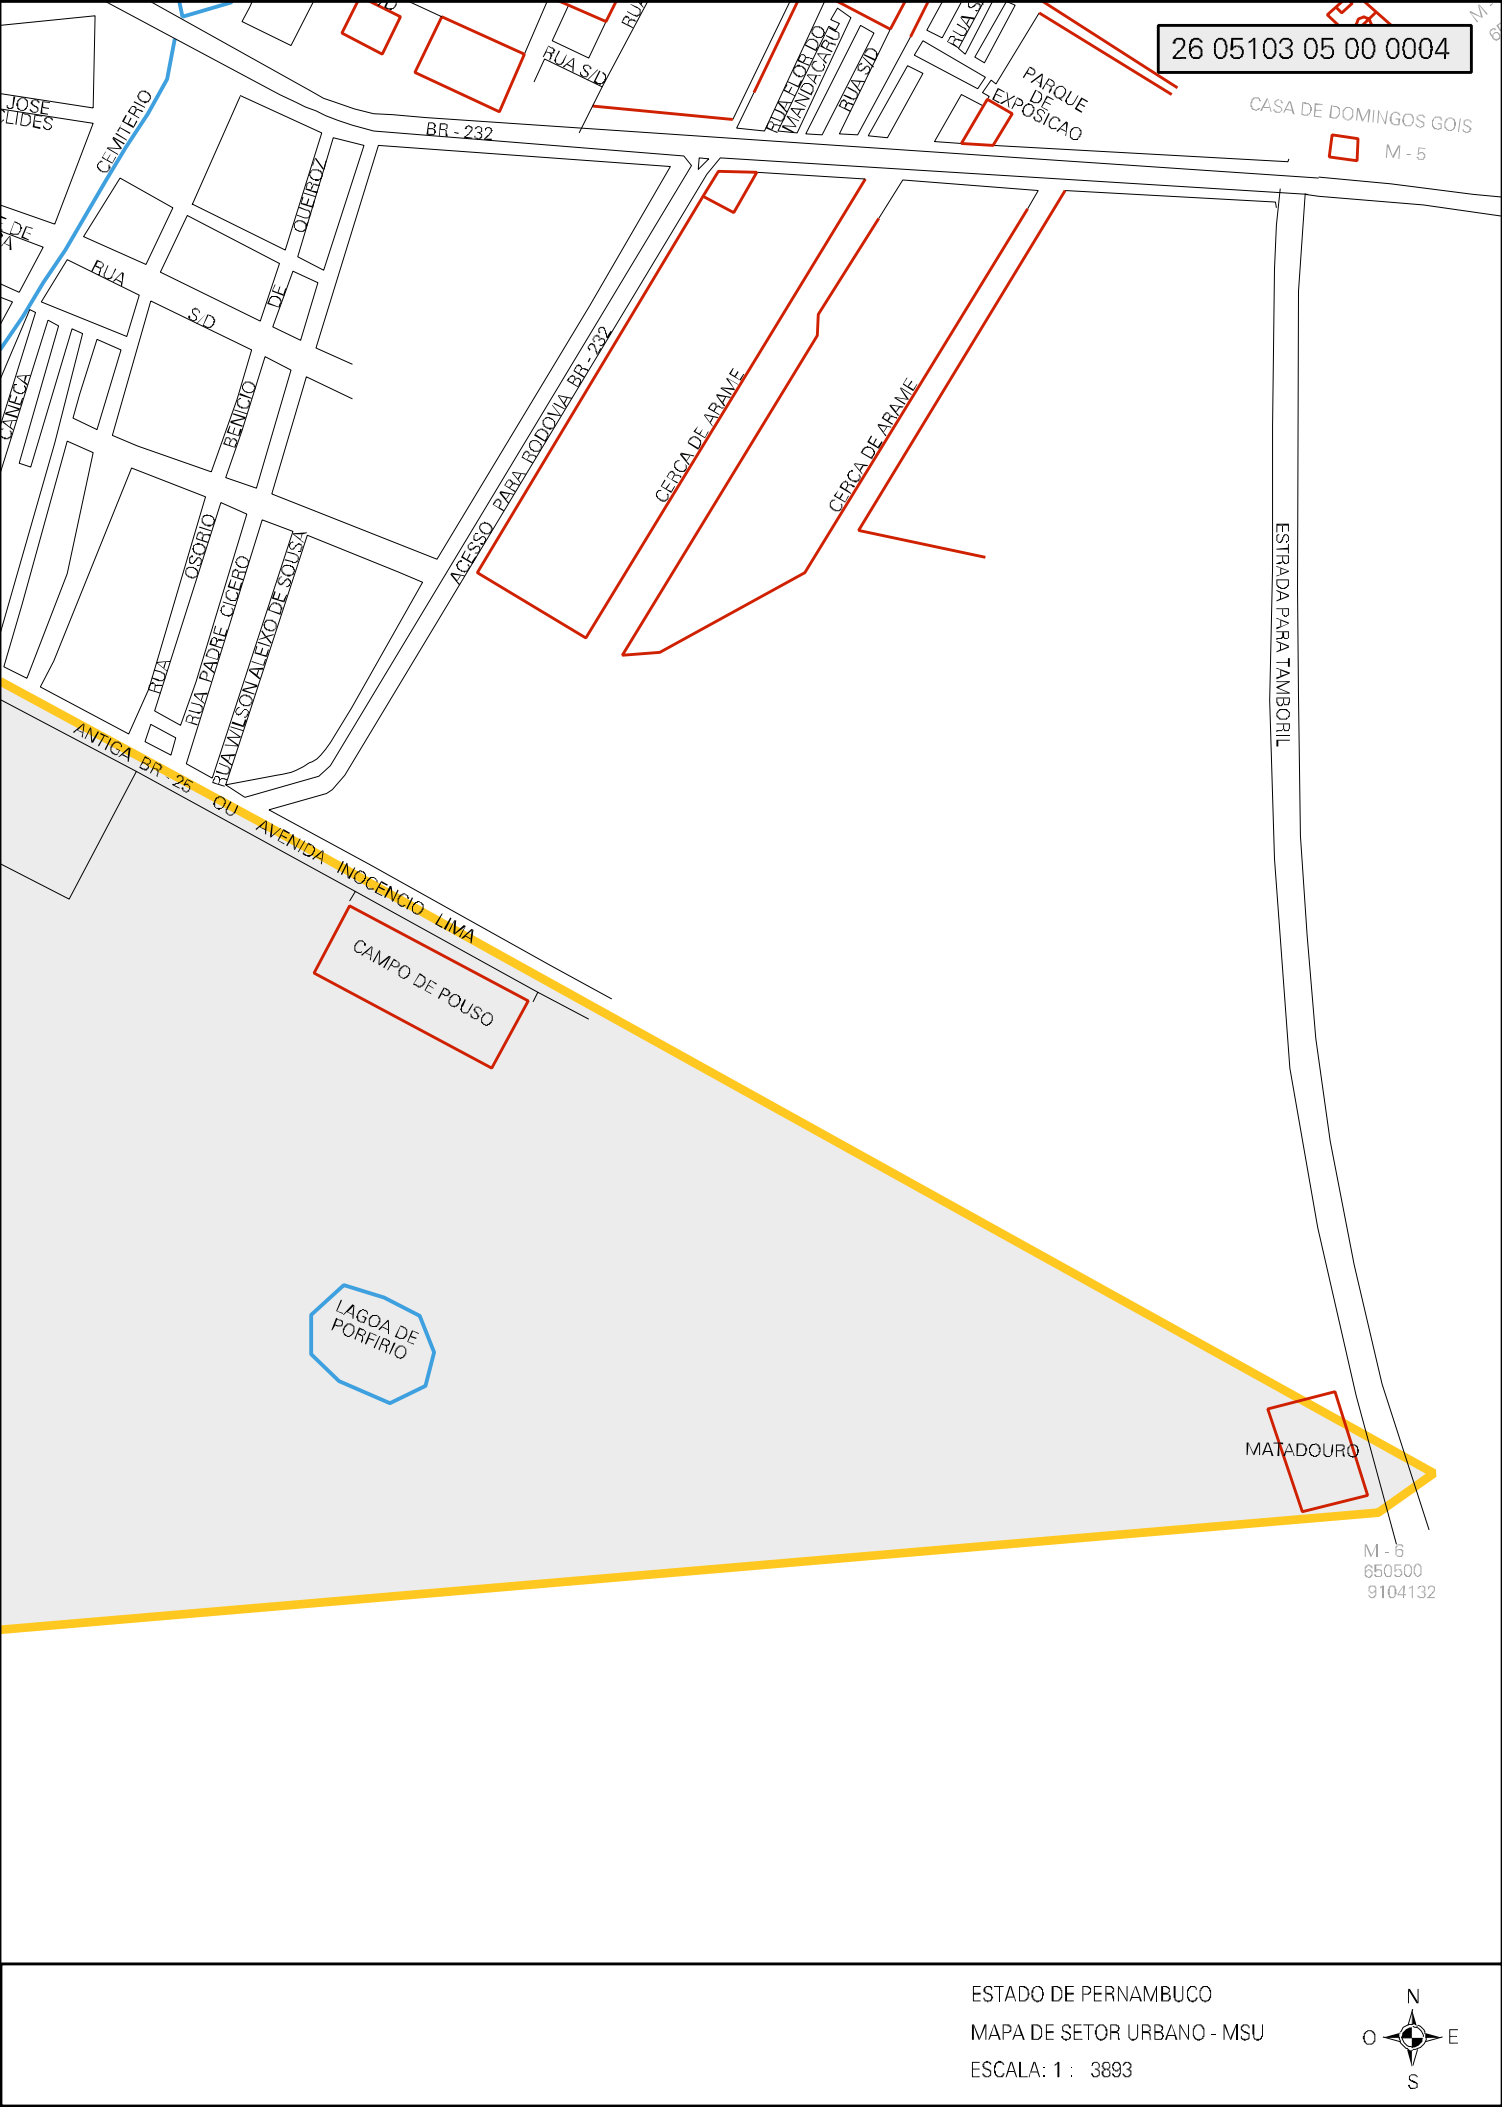 26 05103 05 00 0004
CASA DE DOMINGOS GOIS
M - 5
PARQUE
DE
EXPOSICAO
RUA S/D
RUA FLOR DO
MANDACARU
RUA S/D
RUA
BR - 232
JOSE
CEMITERIO
QUEIROZ
DE
BENICIO
RUA
S/D
CANECA
DE
OSORIO
RUA
RUA PADRE CICERO
RUA WILSON ALEIXO DE SOUSA
ACESSO PARA RODOVIA BR - 232
CERCA DE ARAME
CERCA DE ARAME
ESTRADA PARA TAMBORIL
ANTIGA BR - 25 OU AVENIDA INOCENCIO LIMA
CAMPO DE POUSO
LAGOA DE
PORFIRIO
MATADOURO
M - 6
650500
9104132
ESTADO DE PERNAMBUCO
MAPA DE SETOR URBANO - MSU
ESCALA: 1 : 3893
N
O
E
S